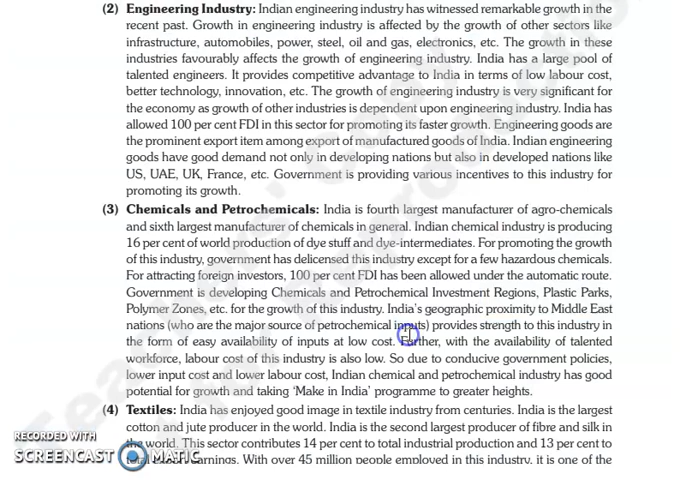 (2) Engineering Industry: Indian engineering industry has witnessed remarkable growth in the
recent past. Growth in engineering industry is affected by the growth of other sectors like
infrastructure, automobiles, power, steel, oil and gas, electronics, etc. The growth in these
industries favourably affects the growth of engineering industry. India has a large pool of
talented engineers. It provides competitive advantage to India in terms of low labour cost,
better technology, innovation, etc. The growth of engineering industry is very significant for
the economy as growth of other industries is dependent upon engineering industry. India has
allowed 100 per cent FDI in this sector for promoting its faster growth. Engineering goods are
the prominent export item among export of manufactured goods of India. Indian engineering
goods have good demand not only in developing nations but also in developed nations like
US, UAE, UK, France, etc. Government is providing various incentives to this industry for
promoting its growth.
(3) Chemicals and Petrochemicals: India is fourth largest manufacturer of agro-chemicals
and sixth largest manufacturer of chemicals in general. Indian chemical industry is producing
16 per cent of world production of dye stuff and dye-intermediates. For promoting the growth
of this industry, government has delicensed this industry except for a few hazardous chemicals.
For attracting foreign investors, 100 per cent FDI has been allowed under the automatic route.
Government is developing Chemicals and Petrochemical Investment Regions, Plastic Parks,
Polymer Zones, etc. for the growth of this industry. India's geographic proximity to Middle East
nations (who are the major source of petrochemical inputs) provides strength to this industry in
the form of easy availability of inputs at low cost. Further, with the availability of talented
workforce, labour cost of this industry is also low. So due to conducive government policies,
lower input cost and lower labour cost, Indian chemical and petrochemical industry has good
potential for growth and taking 'Make in India' programme to greater heights.
(4) Textiles: India has enjoyed good image in textile industry from centuries. India is the largest
cotton and jute producer in the world. India is the second largest producer of fibre and silk in
the world. This sector contributes 14 per cent to total industrial production and 13 per cent to
total export earnings. With over 45 million people employed in this industry, it is one of the
RECORDED WITH
SCREENCAST MATIC